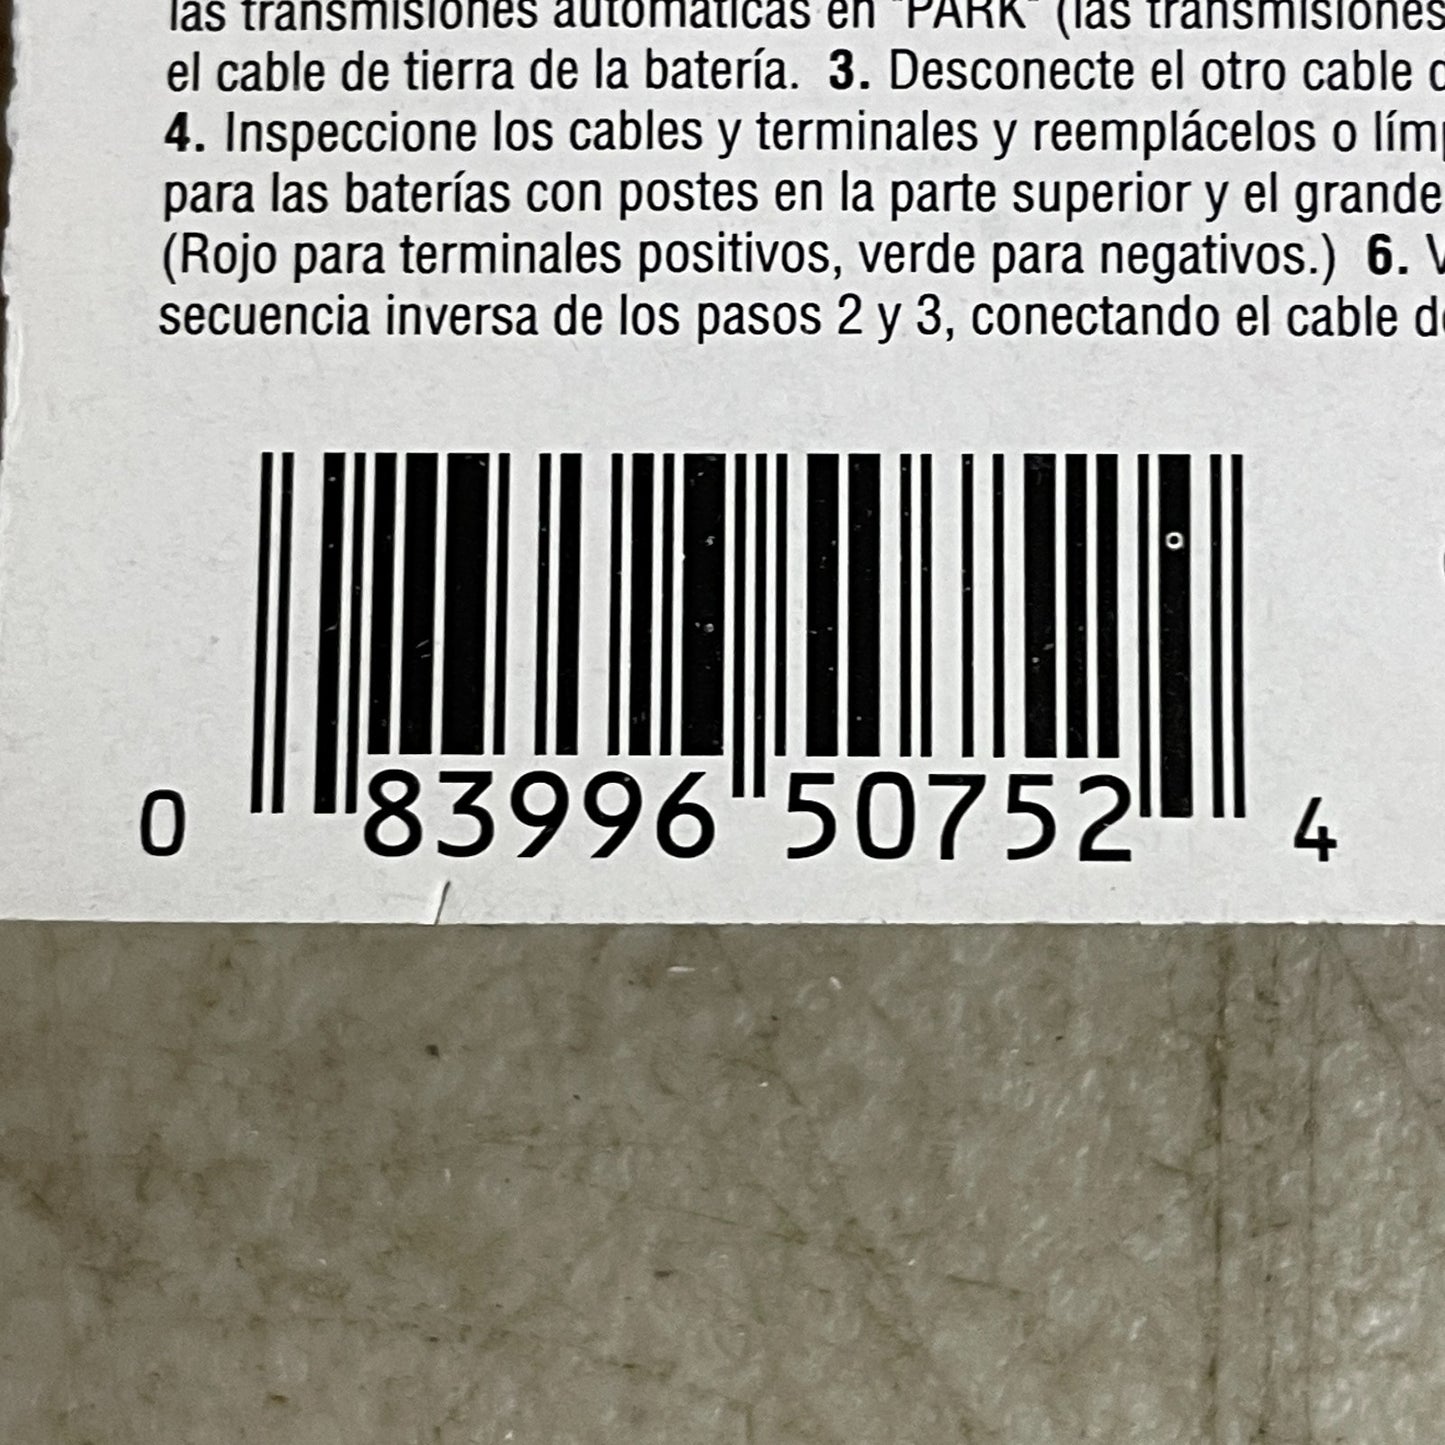 las transmisiones automáticas en "PARK" (las transmisiones
el cable de tierra de la batería. 3. Desconecte el otro cable
4. Inspeccione los cables y terminales y reemplácelos o
para las baterías con postes en la parte superior y el grande
(Rojo para terminales positivos, verde para negativos.) 6.
secuencia inversa de los pasos 2 y 3, conectando el cable
0 83996 50752 4